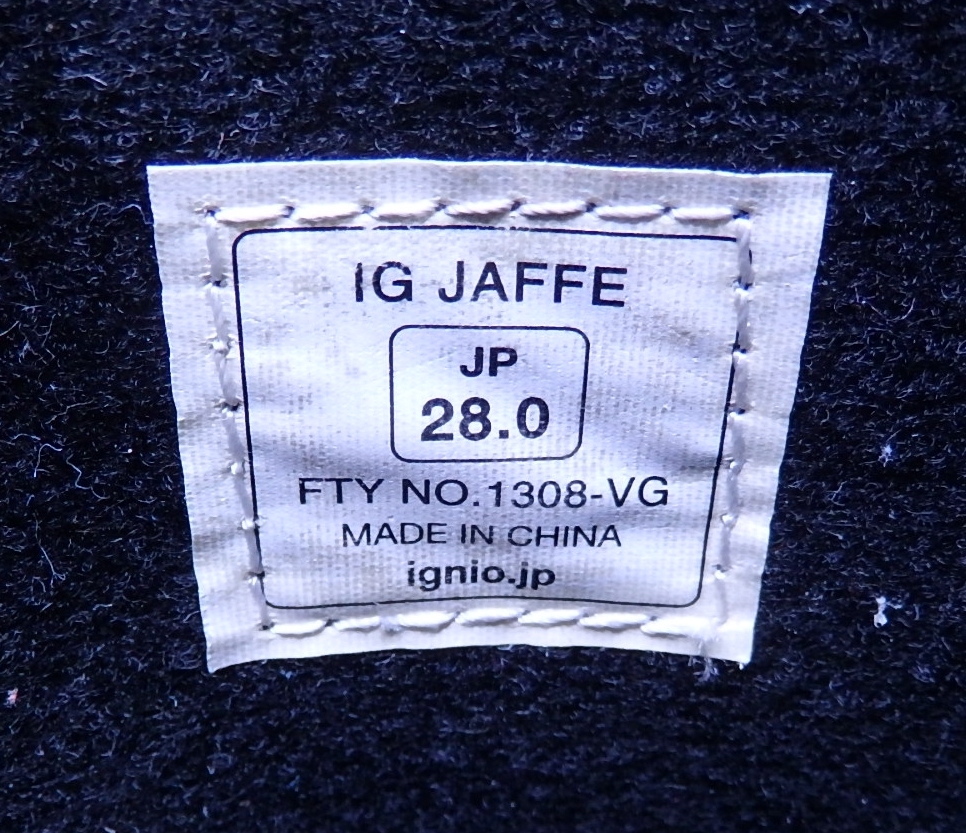 IG JAFFE
JP
28.0
FTY NO.1308-VG
MADE IN CHINA
ignio.jp